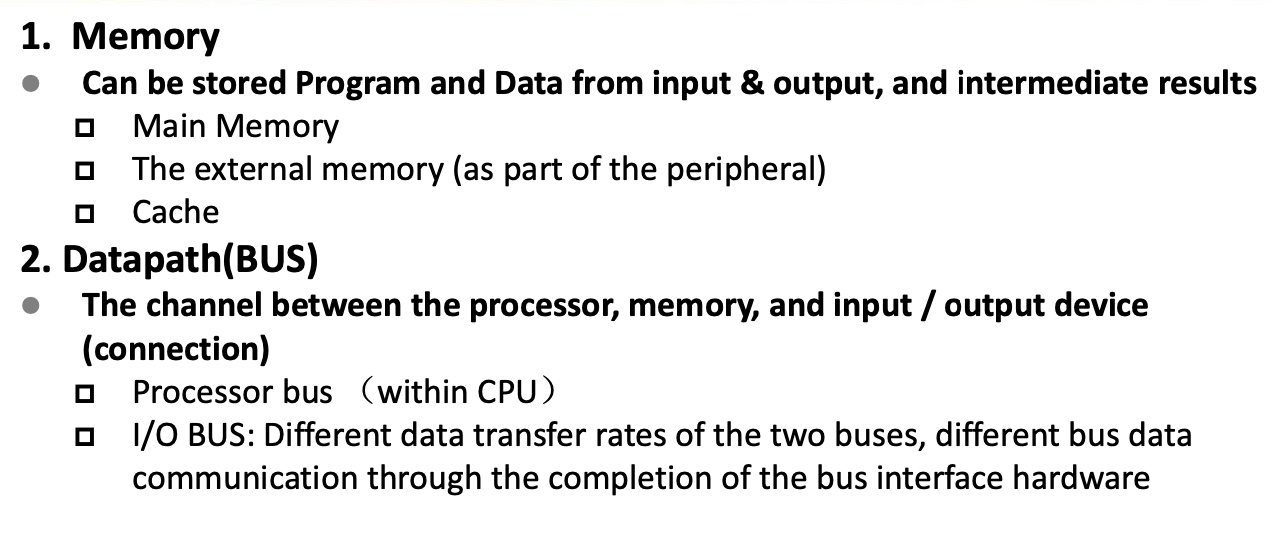 1. Memory
● Can be stored Program and Data from input & output, and intermediate results
□ Main Memory
□ The external memory (as part of the peripheral)
□ Cache
2. Datapath(BUS)
● The channel between the processor, memory, and input / output device
(connection)
□ Processor bus （within CPU）
□ I/O BUS: Different data transfer rates of the two buses, different bus data
communication through the completion of the bus interface hardware